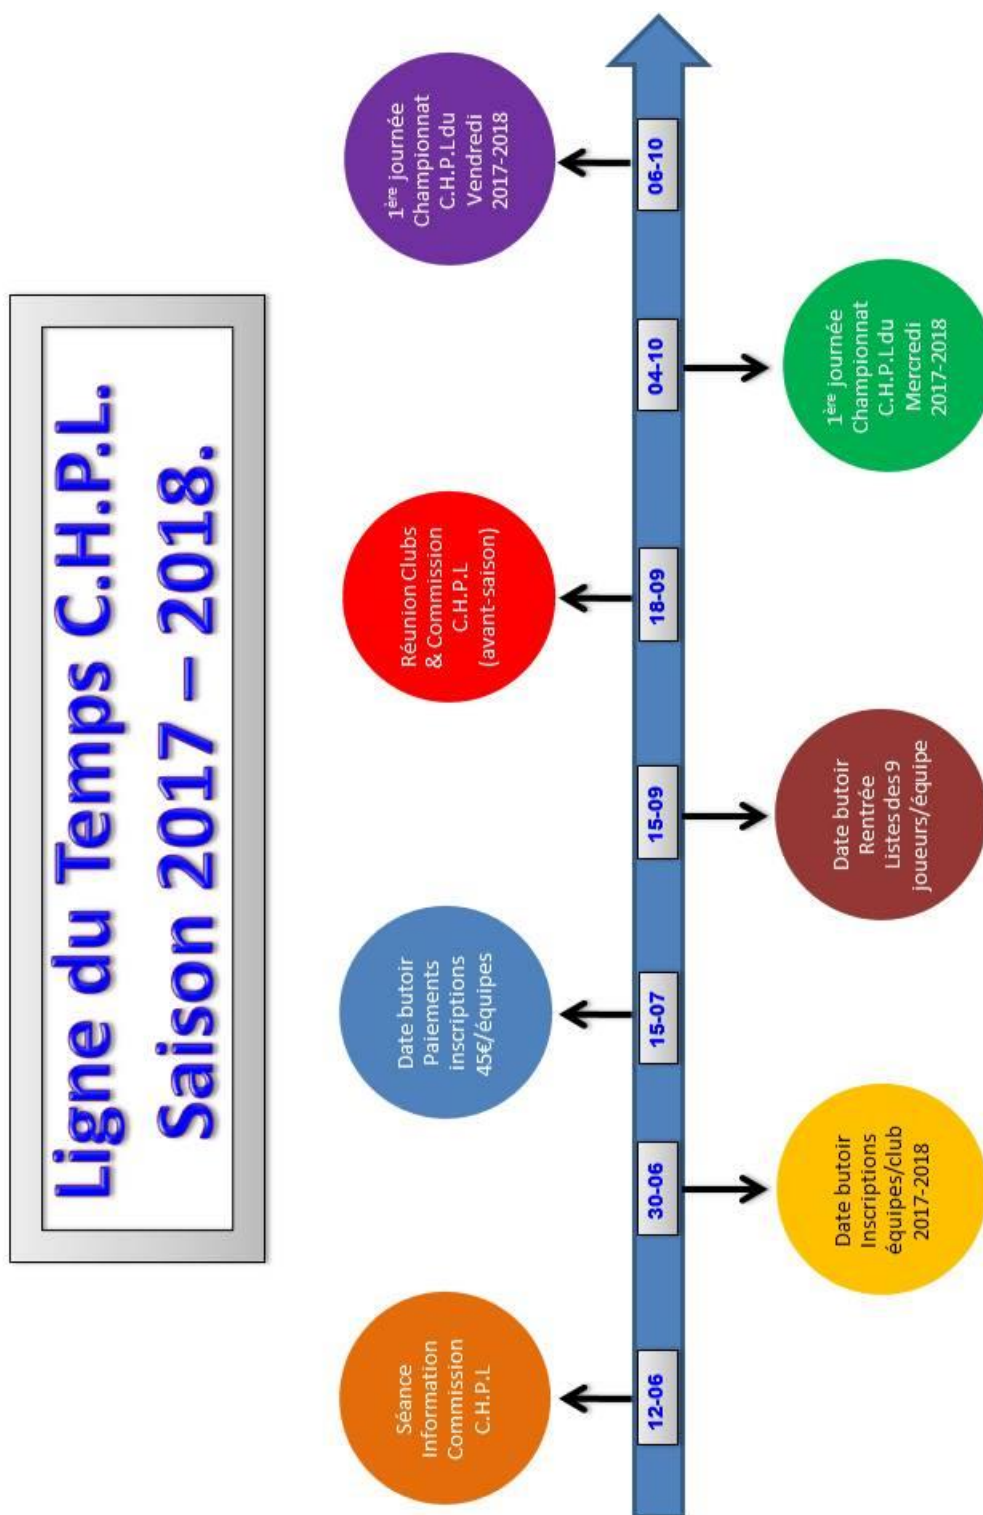 Ligne du Temps C.H.P.L.
Saison 2017 – 2018.
Séance
Information
Commission
C.H.P.L
12-06
30-06
Date butoir
Inscriptions
équipes/club
2017-2018
Date butoir
Paiements
inscriptions
45€/équipes
15-07
15-09
Date butoir
Rentrée
Listes des 9
joueurs/équipe
Réunion Clubs
& Commission
C.H.P.L
(avant-saison)
18-09
04-10
1ère journée
Championnat
C.H.P.L du
Mercredi
2017-2018
1ère journée
Championnat
C.H.P.L du
Vendredi
2017-2018
06-10